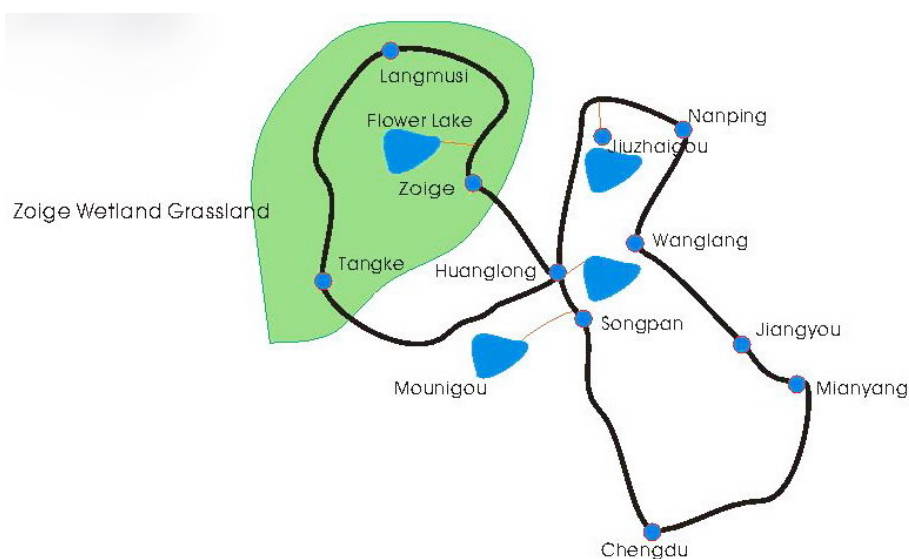 Langmusi
Flower Lake
Nanping
Jiuzhaigou
Zoige
Zoige Wetland Grassland
Wanglang
Tangke
Huanglong
Songpan
Jiangyou
Mounigou
Mianyang
Chengdu